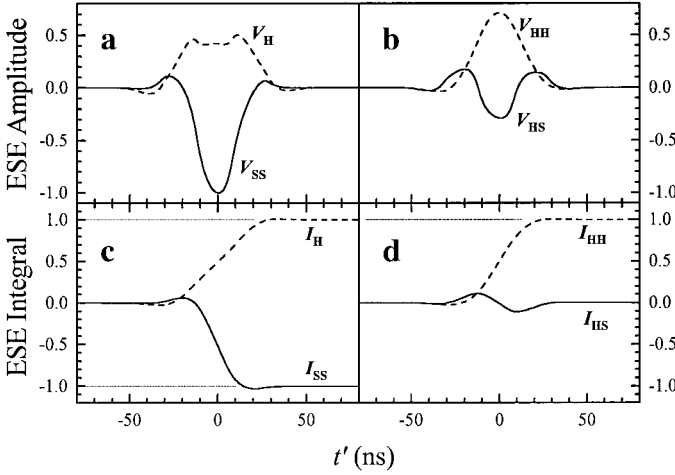 a
V_H
V_SS
b
V_HH
V_HS
ESE Amplitude
0.5
0.0
-0.5
-1.0
0.5
0.0
-0.5
-1.0
c
I_H
I_SS
d
I_HH
I_HS
ESE Integral
1.0
0.5
0.0
-0.5
-1.0
1.0
0.5
0.0
-0.5
-1.0
-50 0 50 -50 0 50
t' (ns)